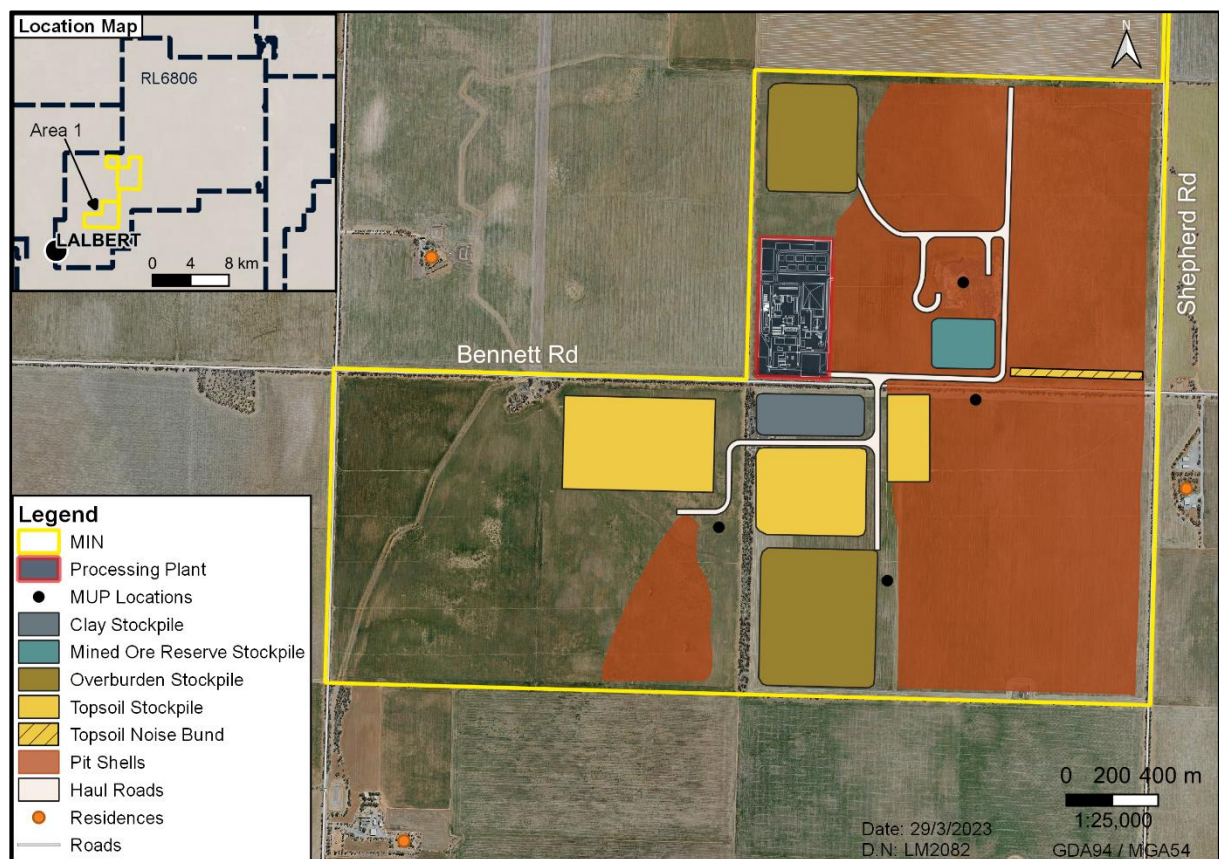 Location Map
RL6806
Area 1
LALBERT
0 4 8 km
N
Shepherd Rd
Bennett Rd
Legend
MIN
Processing Plant
MUP Locations
Clay Stockpile
Mined Ore Reserve Stockpile
Overburden Stockpile
Topsoil Stockpile
Topsoil Noise Bund
Pit Shells
Haul Roads
Residences
Roads
0 200 400 m
1:25,000
Date: 29/3/2023
D.N: LM2082 GDA94 / MGA54